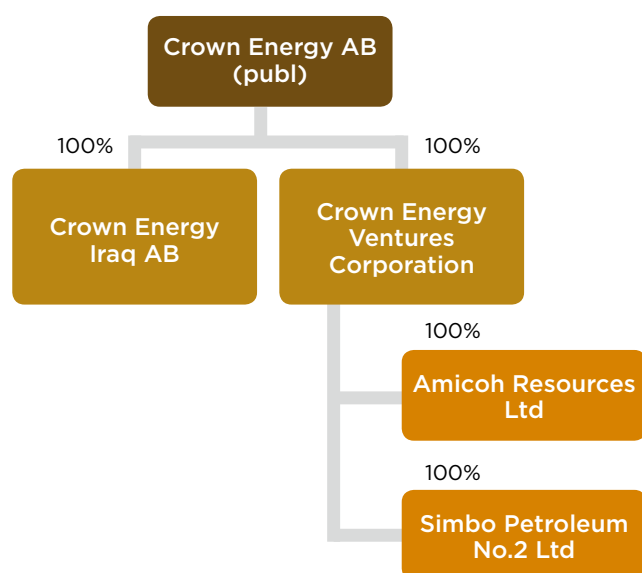 Crown Energy AB
(publ)
100%
100%
Crown Energy
Iraq AB
Crown Energy
Ventures
Corporation
100%
Amicoh Resources
Ltd
100%
Simbo Petroleum
No.2 Ltd